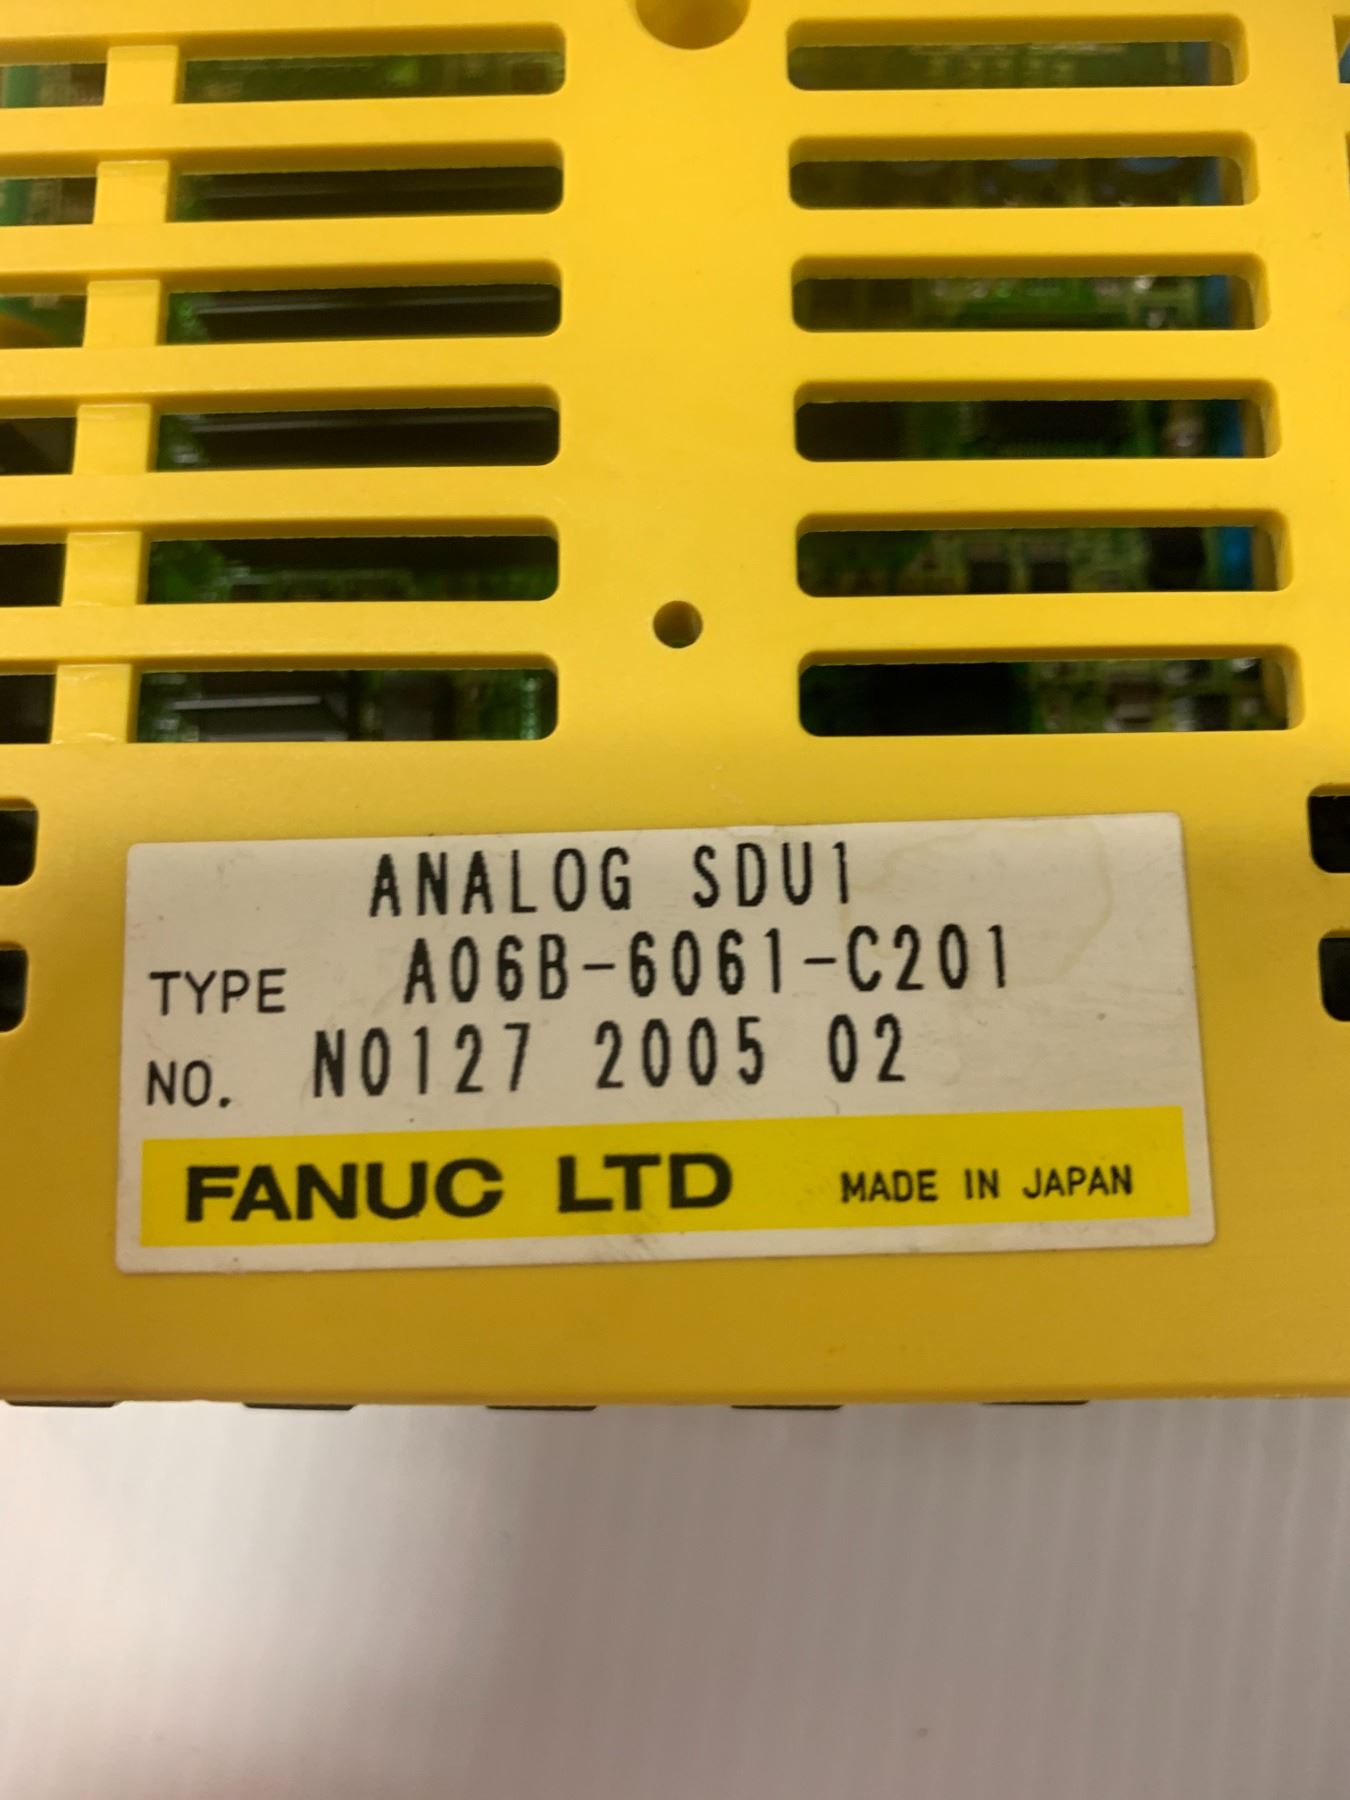 ANALOG SDU1
TYPE A06B-6061-C201
NO. N0127 2005 02
FANUC LTD MADE IN JAPAN